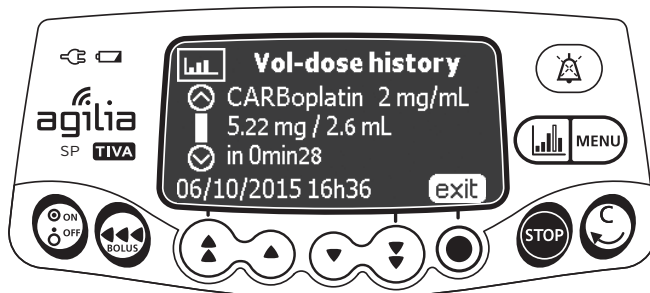 Vol-dose history
CARBoplatin 2 mg/mL
5.22 mg / 2.6 mL
in 0min28
06/10/2015 16h36 exit
agilia
SP TIVA
MENU
ON
OFF
BOLUS
STOP
C